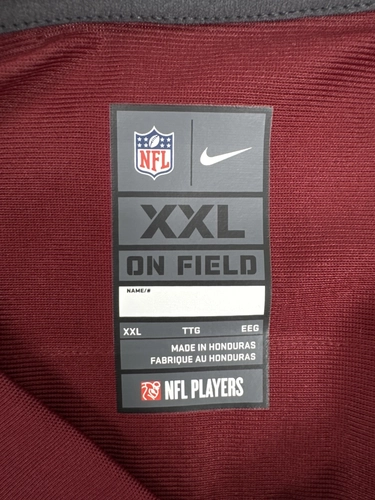 NFL
XXL
ON FIELD
NAME/#
XXL TTG EEG
MADE IN HONDURAS
FABRIQUE AU HONDURAS
NFL PLAYERS